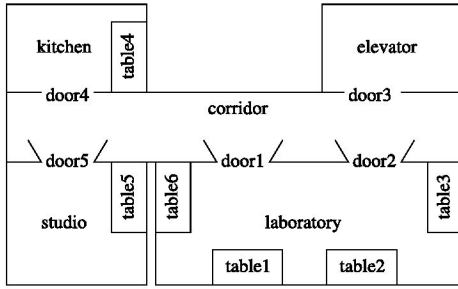 kitchen
table4
elevator
door4
door3
corridor
door5
door1
door2
studio
table5
table6
laboratory
table3
table1
table2